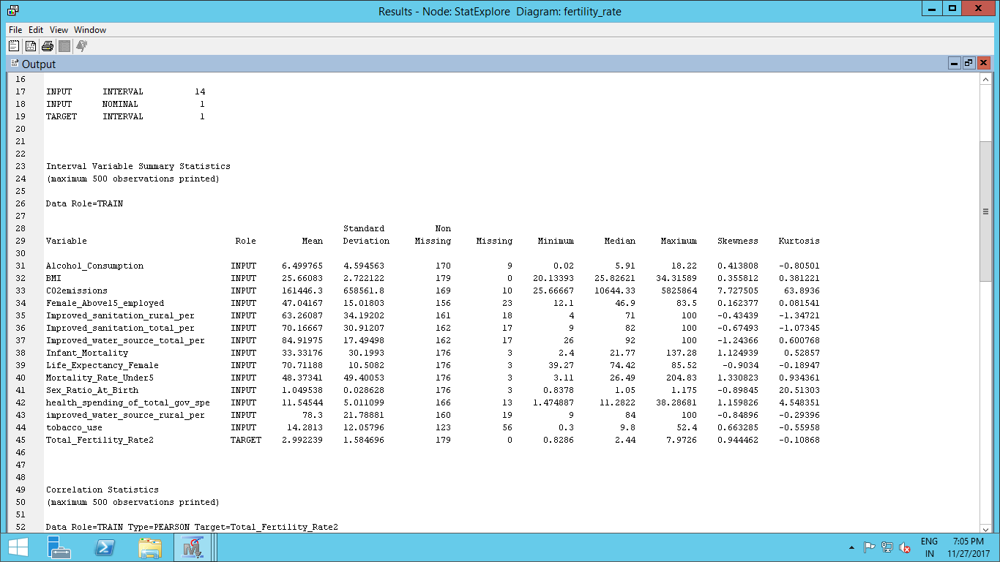 Results - Node: StatExplore Diagram: fertility_rate
File Edit View Window
Output
16
17 INPUT INTERVAL 14
18 INPUT NOMINAL 1
19 TARGET INTERVAL 1
20
21
22
23 Interval Variable Summary Statistics
24 (maximum 500 observations printed)
25
26 Data Role=TRAIN
27
28 Standard Non
29 Variable Role Mean Deviation Missing Missing Minimum Median Maximum Skewness Kurtosis
30
31 Alcohol_Consumption INPUT 6.499765 4.594563 170 9 0.02 5.91 18.22 0.413808 -0.80501
32 BMI INPUT 25.66083 2.722122 179 0 20.13393 25.82621 34.31589 0.355812 0.381221
33 CO2emissions INPUT 161446.3 658561.8 169 10 25.66667 10644.33 5825864 7.727505 63.8936
34 Female_Above15_employed INPUT 47.04167 15.01803 156 23 12.1 46.9 83.5 0.162377 0.081541
35 Improved_sanitation_rural_per INPUT 63.26087 34.19202 161 18 4 71 100 -0.43439 -1.34721
36 Improved_sanitation_total_per INPUT 70.16667 30.91207 162 17 9 82 100 -0.67493 -1.07345
37 Improved_water_source_total_per INPUT 84.91975 17.49498 162 17 26 92 100 -1.24366 0.600768
38 Infant_Mortality INPUT 33.33176 30.1993 176 3 2.4 21.77 137.28 1.124939 0.52857
39 Life_Expectancy_Female INPUT 70.71188 10.5082 176 3 39.27 74.42 85.52 -0.9034 -0.18947
40 Mortality_Rate_Under5 INPUT 48.37341 49.40053 176 3 3.11 26.49 204.83 1.330823 0.934361
41 Sex_Ratio_At_Birth INPUT 1.049538 0.028628 176 3 0.8378 1.05 1.175 -0.89845 20.51303
42 health_spending_of_total_gov_spe INPUT 11.54544 5.011099 166 13 1.474887 11.2822 38.28681 1.159836 4.548351
43 improved_water_source_rural_per INPUT 78.3 21.78881 160 19 9 84 100 -0.84896 -0.29396
44 tobacco_use INPUT 14.2813 12.05796 123 56 0.3 9.8 52.4 0.663285 -0.55958
45 Total_Fertility_Rate2 TARGET 2.992239 1.584696 179 0 0.8286 2.44 7.9726 0.944462 -0.10868
46
47
48
49 Correlation Statistics
50 (maximum 500 observations printed)
51
52 Data Role=TRAIN Type=PEARSON Target=Total_Fertility_Rate2
ENG 7:05 PM
IN 11/27/2017